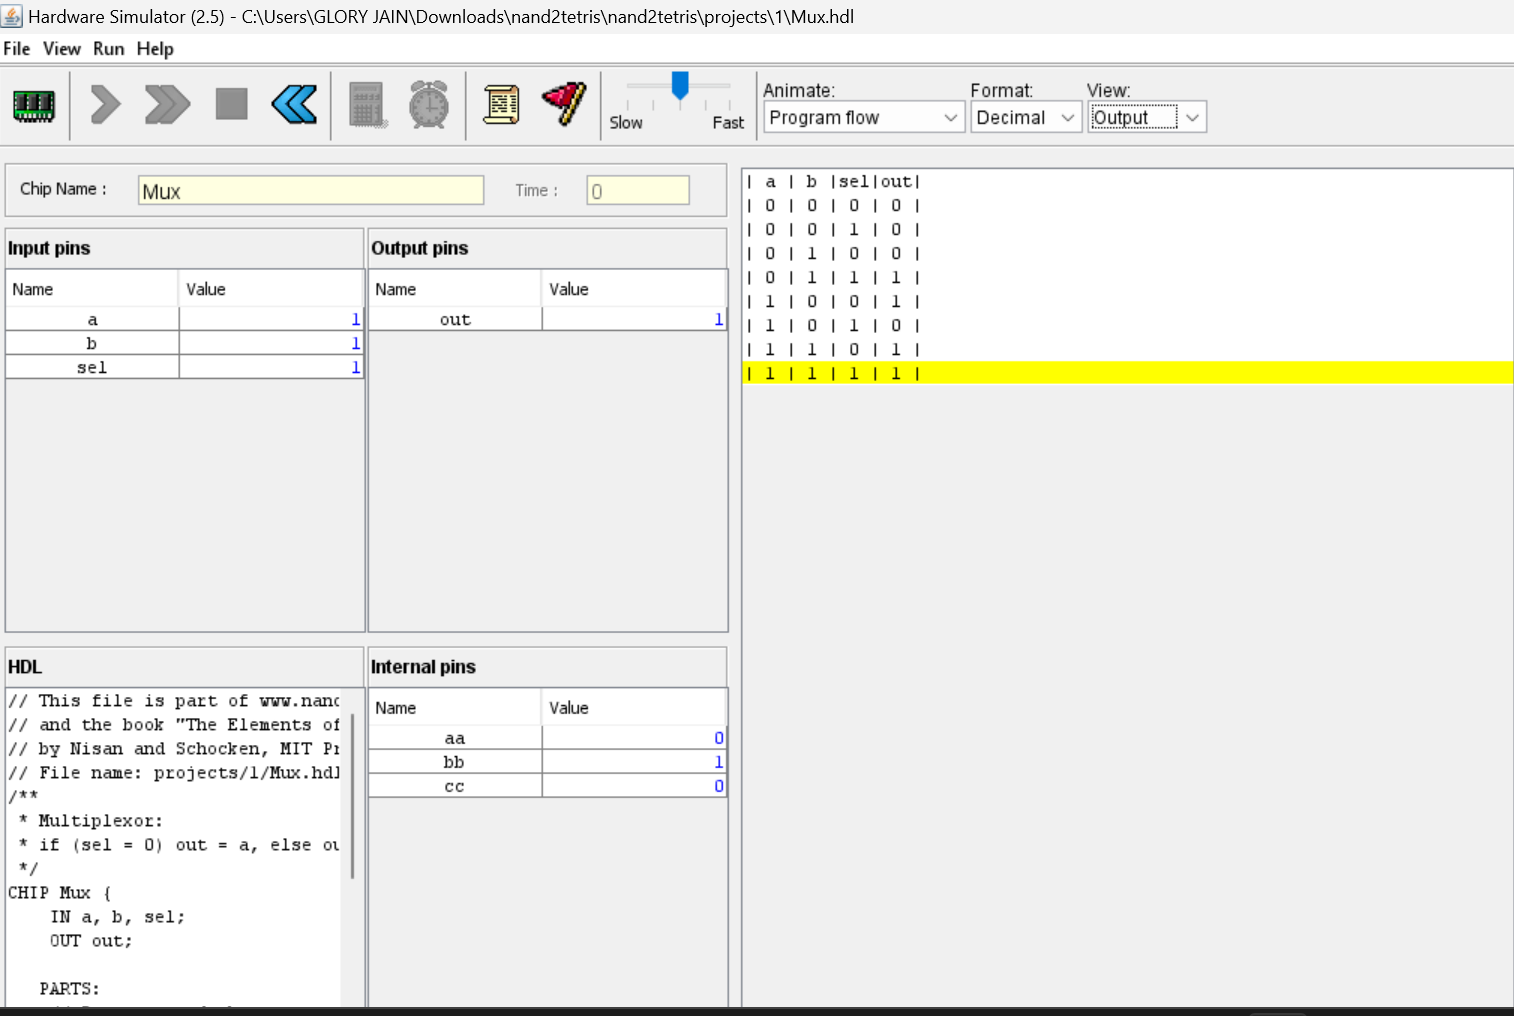 Hardware Simulator (2.5) - C:\Users\GLORY JAIN\Downloads\nand2tetris\nand2tetris\projects\1\Mux.hdl
File View Run Help
Slow Fast
Animate: Format: View:
Program flow Decimal Output
Chip Name : Mux Time : 0
Input pins
Name Value
a 1
b 1
sel 1
Output pins
Name Value
out 1
HDL
// This file is part of www.nand
// and the book "The Elements of
// by Nisan and Schocken, MIT Pr
// File name: projects/1/Mux.hdl
/**
* Multiplexor:
* if (sel = 0) out = a, else ou
*/
CHIP Mux {
IN a, b, sel;
OUT out;
PARTS:
Internal pins
Name Value
aa 0
bb 1
cc 0
| a | b |sel|out|
| 0 | 0 | 0 | 0 |
| 0 | 0 | 1 | 0 |
| 0 | 1 | 0 | 0 |
| 0 | 1 | 1 | 1 |
| 1 | 0 | 0 | 1 |
| 1 | 0 | 1 | 0 |
| 1 | 1 | 0 | 1 |
| 1 | 1 | 1 | 1 |